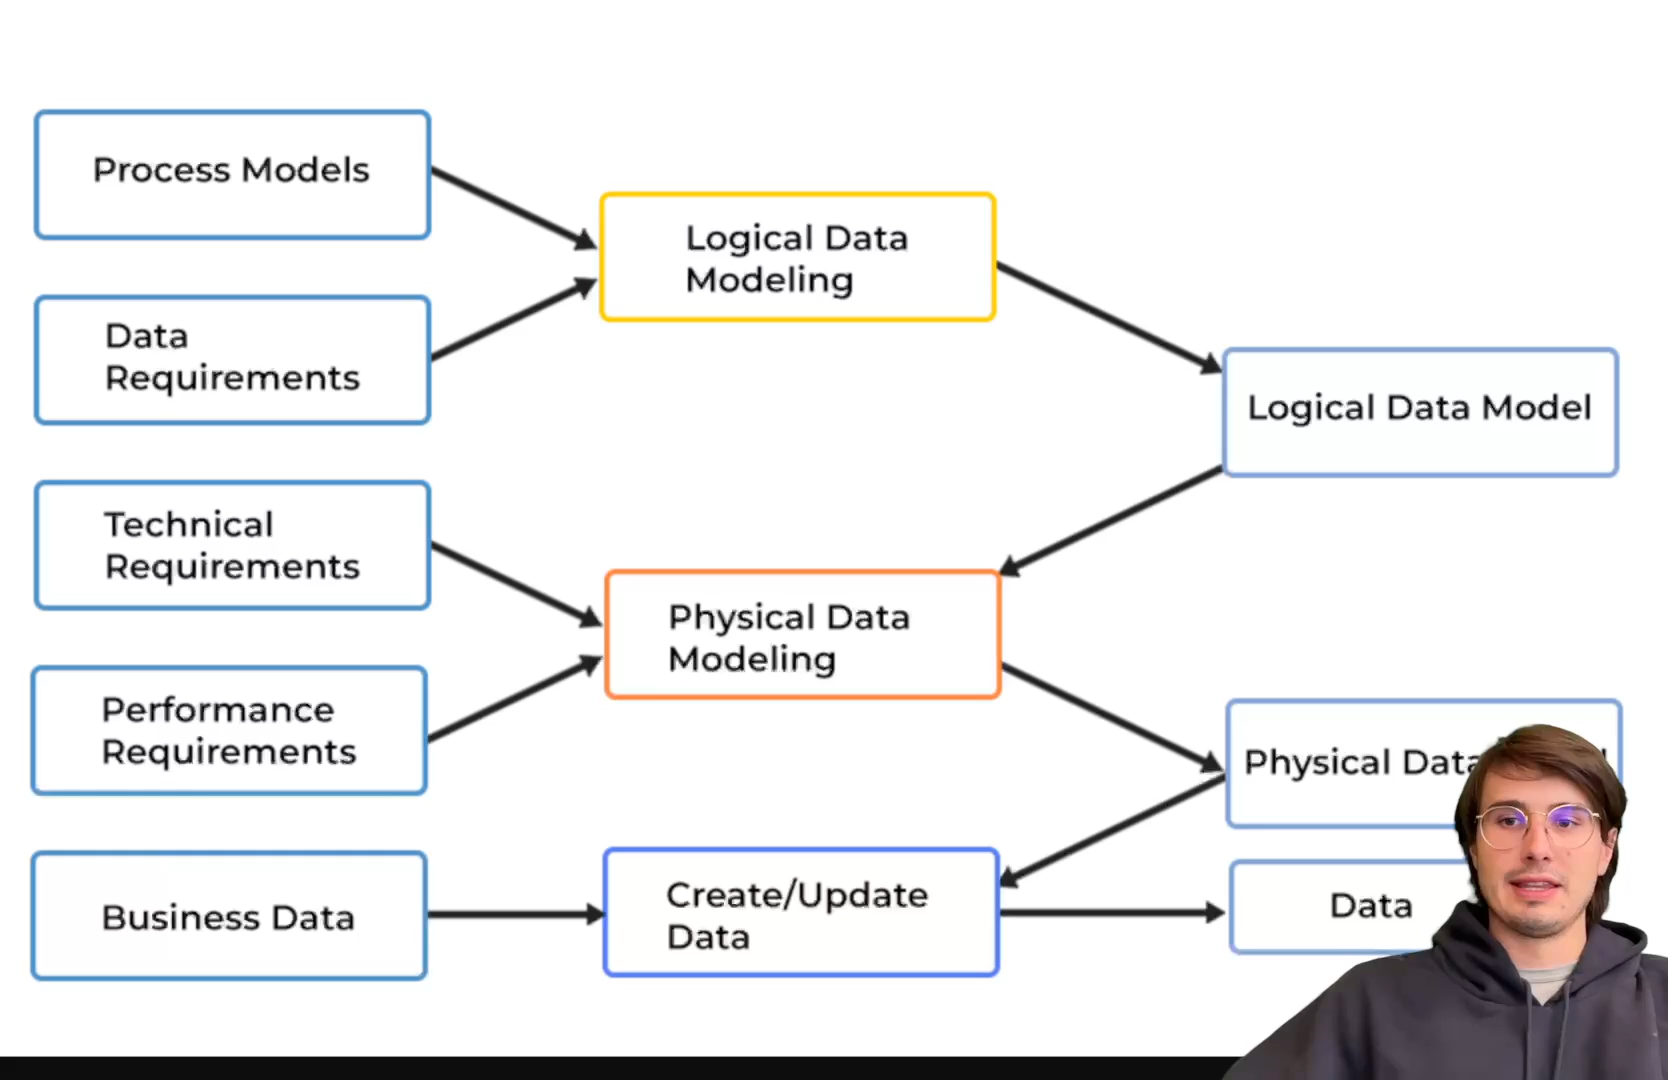 Process Models
Logical Data
Modeling
Data
Requirements
Logical Data Model
Technical
Requirements
Physical Data
Modeling
Performance
Requirements
Physical
Business Data
Create/Update
Data
Data